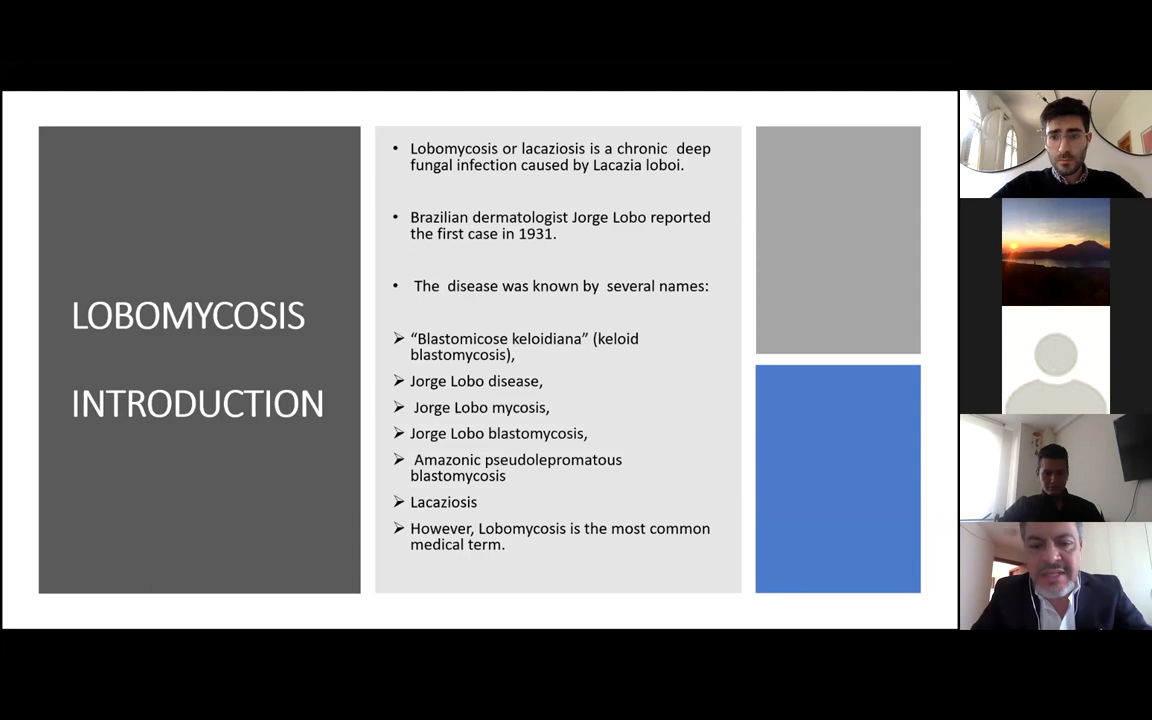 LOBOMYCOSIS
INTRODUCTION
• Lobomycosis or lacaziosis is a chronic deep
fungal infection caused by Lacazia loboi.
• Brazilian dermatologist Jorge Lobo reported
the first case in 1931.
• The disease was known by several names:
➢ “Blastomicose keloidiana” (keloid
blastomycosis),
➢ Jorge Lobo disease,
➢ Jorge Lobo mycosis,
➢ Jorge Lobo blastomycosis,
➢ Amazonic pseudolepromatous
blastomycosis
➢ Lacaziosis
➢ However, Lobomycosis is the most common
medical term.